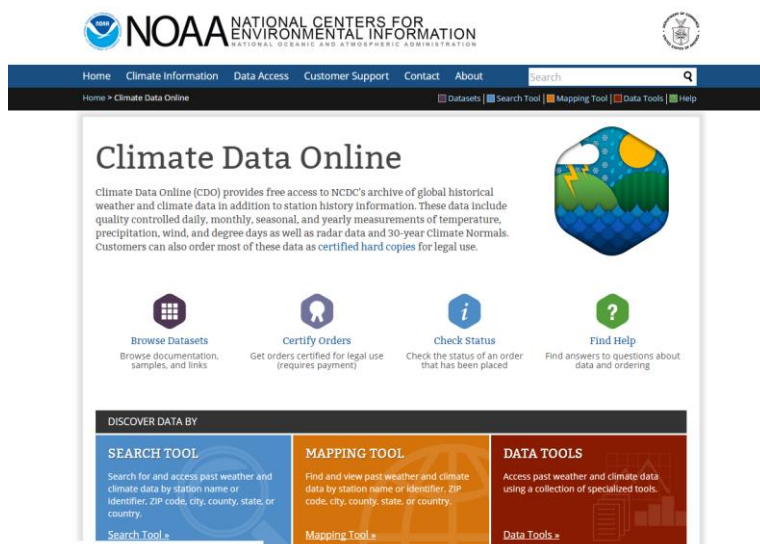 NOAA
NOAA NATIONAL CENTERS FOR
ENVIRONMENTAL INFORMATION
NATIONAL OCEANIC AND ATMOSPHERIC ADMINISTRATION
Home Climate Information Data Access Customer Support Contact About Search
Home > Climate Data Online Datasets | Search Tool | Mapping Tool | Data Tools | Help
Climate Data Online
Climate Data Online (CDO) provides free access to NCDC's archive of global historical
weather and climate data in addition to station history information. These data include
quality controlled daily, monthly, seasonal, and yearly measurements of temperature,
precipitation, wind, and degree days as well as radar data and 30-year Climate Normals.
Customers can also order most of these data as certified hard copies for legal use.
i ?
Browse Datasets Certify Orders Check Status Find Help
Browse documentation, Get orders certified for legal use Check the status of an order Find answers to questions about
samples, and links (requires payment) that has been placed data and ordering
DISCOVER DATA BY
SEARCH TOOL MAPPING TOOL DATA TOOLS
Search for and access past weather and Find and view past weather and climate Access past weather and climate data
climate data by station name or data by station name or identifier, ZIP using a collection of specialized tools.
identifier, ZIP code, city, county, state, or code, city, county, state, or country.
country.
Search Tool » Mapping Tool » Data Tools »